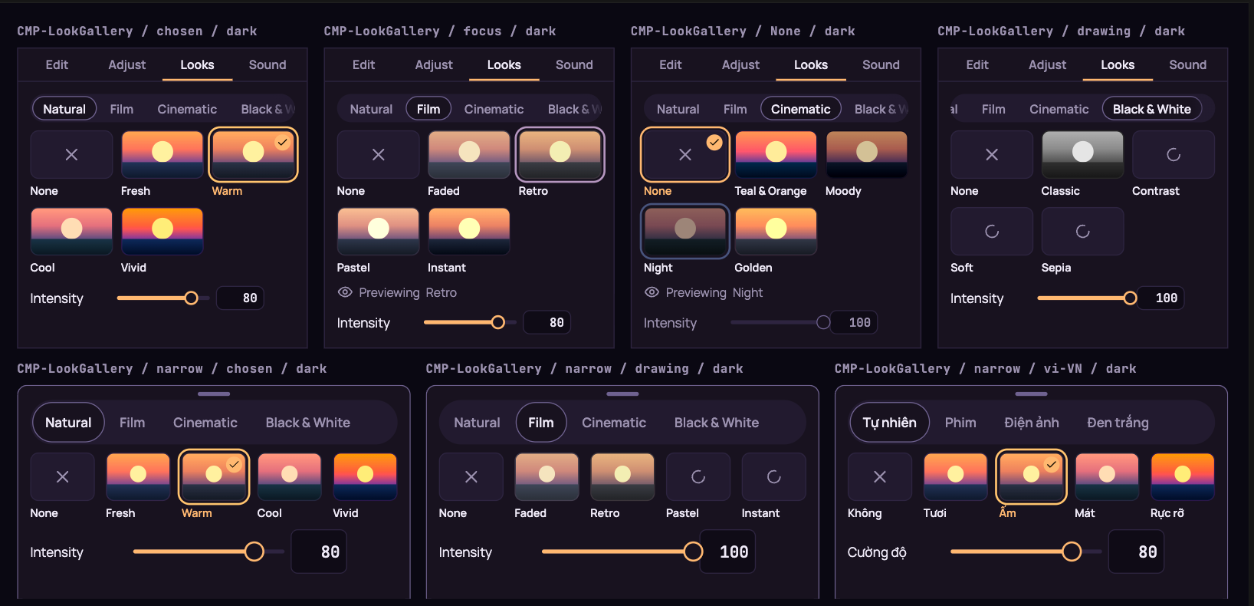 CMP-LookGallery / chosen / dark
Edit Adjust Looks Sound
Natural Film Cinematic Black & W
None Fresh Warm
Cool Vivid
Intensity 80
CMP-LookGallery / focus / dark
Edit Adjust Looks Sound
Natural Film Cinematic Black & W
None Faded Retro
Pastel Instant
Previewing Retro
Intensity 80
CMP-LookGallery / None / dark
Edit Adjust Looks Sound
Natural Film Cinematic Black & W
None Teal & Orange Moody
Night Golden
Previewing Night
Intensity 100
CMP-LookGallery / drawing / dark
Edit Adjust Looks Sound
al Film Cinematic Black & White
None Classic Contrast
Soft Sepia
Intensity 100
CMP-LookGallery / narrow / chosen / dark
Natural Film Cinematic Black & White
None Fresh Warm Cool Vivid
Intensity 80
CMP-LookGallery / narrow / drawing / dark
Natural Film Cinematic Black & White
None Faded Retro Pastel Instant
Intensity 100
CMP-LookGallery / narrow / vi-VN / dark
Tự nhiên Phim Điện ảnh Đen trắng
Không Tươi Ấm Mát Rực rỡ
Cường độ 80